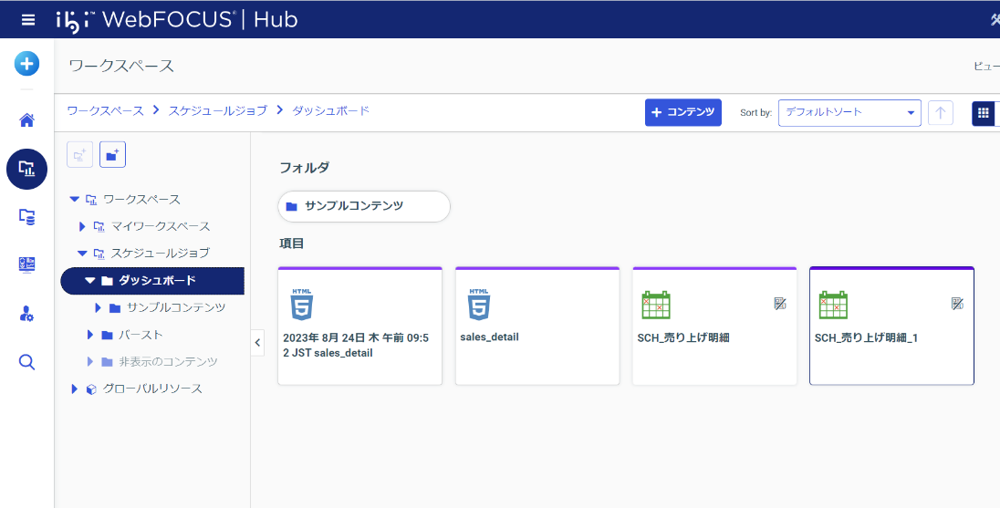 ibi™ WebFOCUS® | Hub
ワークスペース
ビュー
ワークスペース > スケジュールジョブ > ダッシュボード
+ コンテンツ
Sort by:
デフォルトソート
ワークスペース
マイワークスペース
スケジュールジョブ
ダッシュボード
サンプルコンテンツ
バースト
非表示のコンテンツ
グローバルリソース
フォルダ
サンプルコンテンツ
項目
HTML
5
2023年 8月 24日 木 午前 09:5
2 JST sales_detail
HTML
5
sales_detail
SCH_売り上げ明細
SCH_売り上げ明細_1